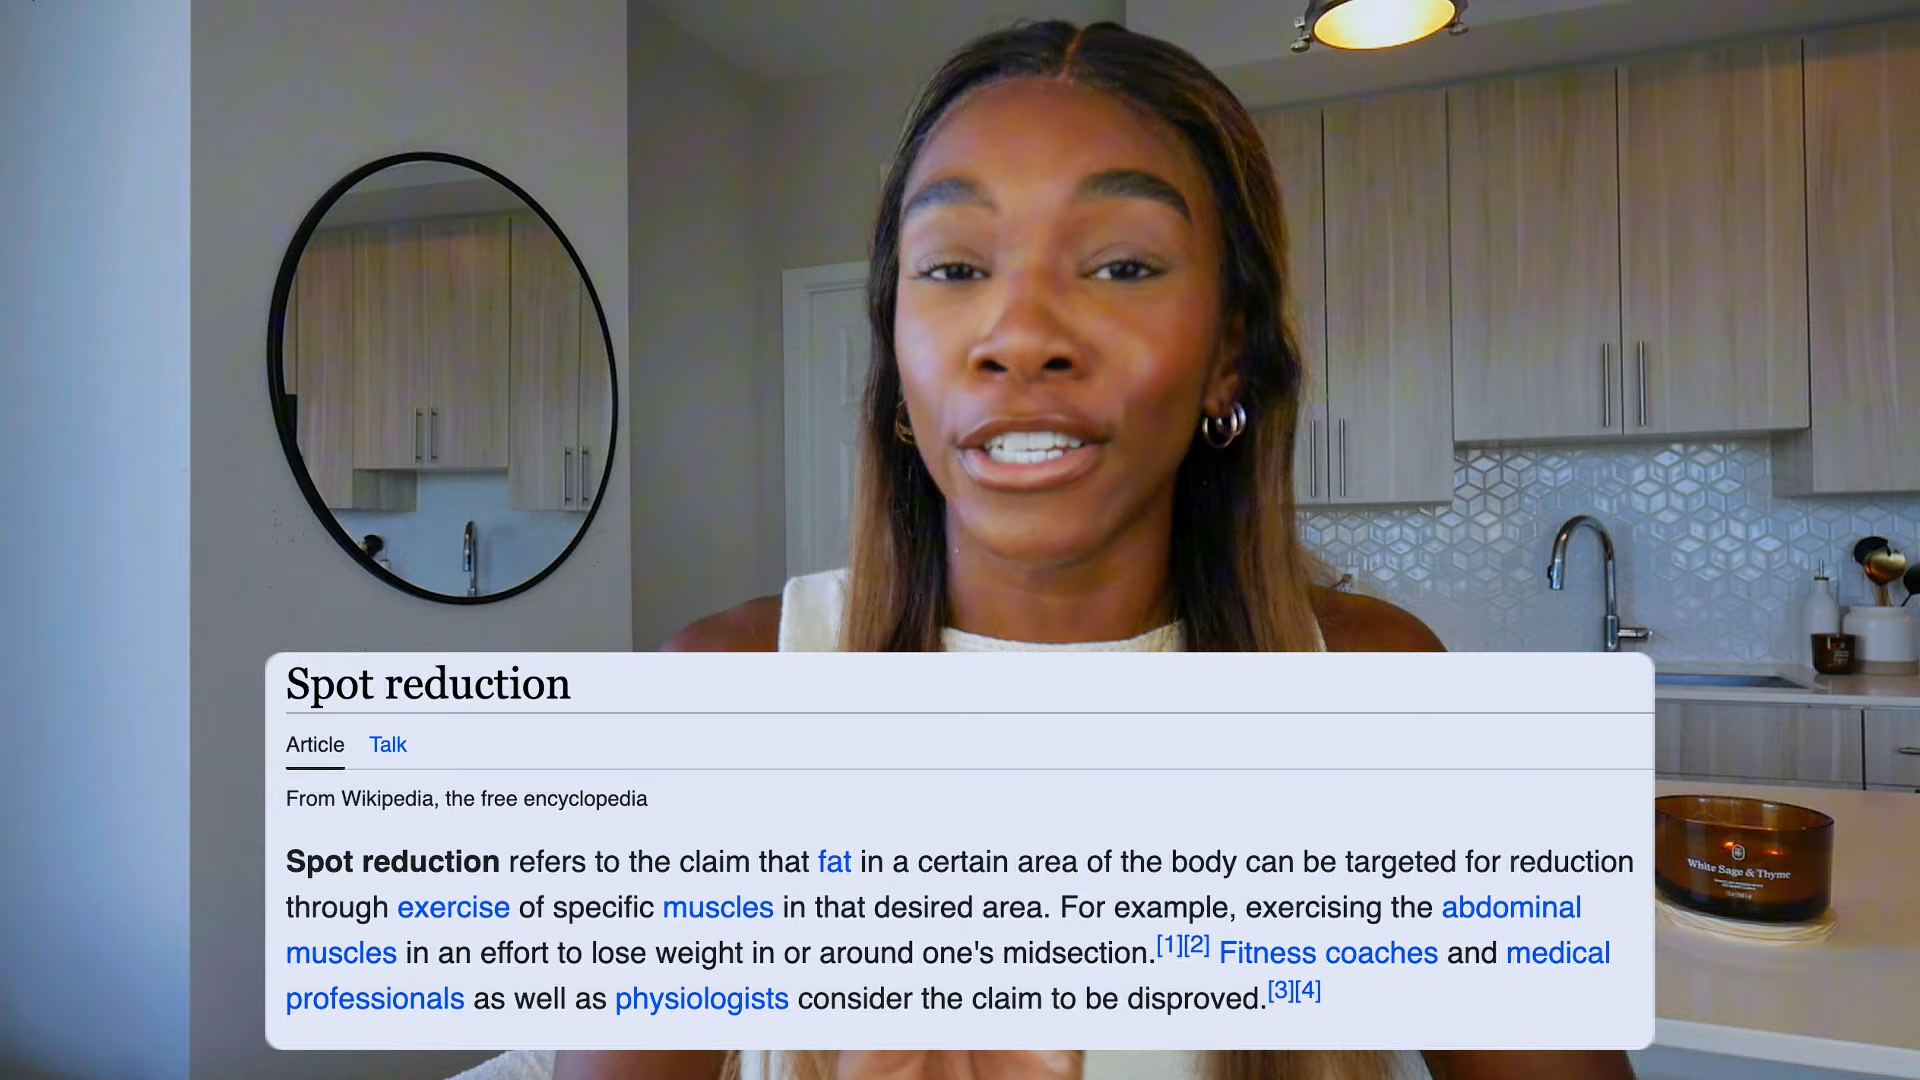 Spot reduction
Article Talk
From Wikipedia, the free encyclopedia
Spot reduction refers to the claim that fat in a certain area of the body can be targeted for reduction
through exercise of specific muscles in that desired area. For example, exercising the abdominal
muscles in an effort to lose weight in or around one's midsection.[1][2] Fitness coaches and medical
professionals as well as physiologists consider the claim to be disproved.[3][4]
White Sage & Thyme